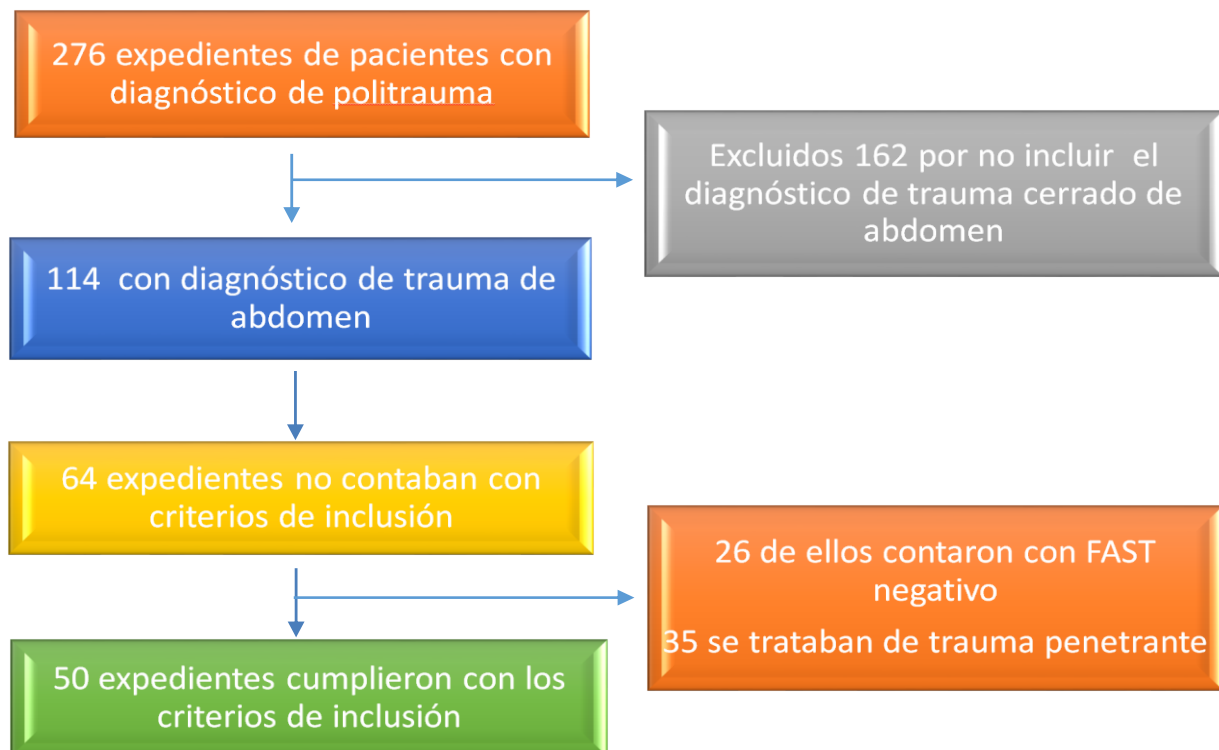 276 expedientes de pacientes con
diagnóstico de politrauma
Excluidos 162 por no incluir el
diagnóstico de trauma cerrado de
abdomen
114 con diagnóstico de trauma de
abdomen
64 expedientes no contaban con
criterios de inclusión
26 de ellos contaron con FAST
negativo
35 se trataban de trauma penetrante
50 expedientes cumplieron con los
criterios de inclusión